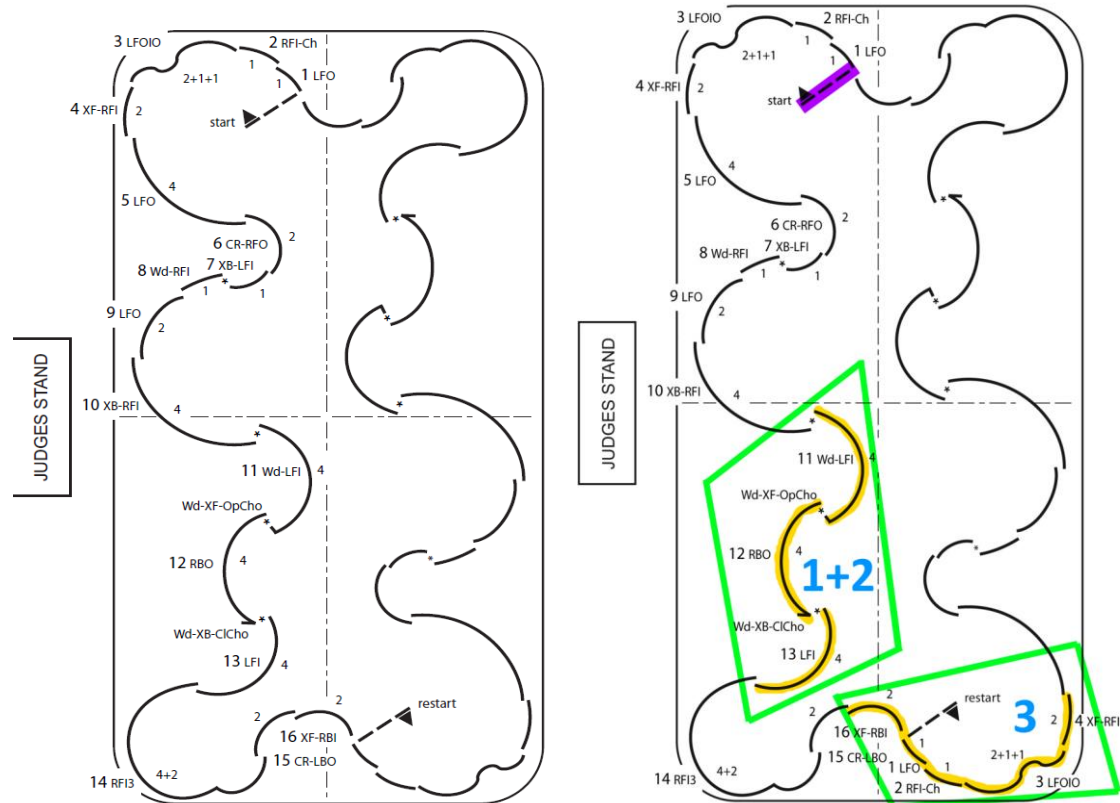 3 LFOIO
2 RFI-Ch
1
2+1+1
1
1 LFO
4 XF-RFI
2
start
5 LFO
4
6 CR-RFO
2
7 XB-LFI
8 Wd-RFI
1
1
9 LFO
2
JUDGES STAND
10 XB-RFI
4
11 Wd-LFI
4
Wd-XF-OpCho
12 RBO
4
Wd-XB-ClCho
13 LFI
4
2
2
restart
16 XF-RBI
15 CR-LBO
14 RFI3
4+2
3 LFOIO
2 RFI-Ch
1
2+1+1
1
1 LFO
4 XF-RFI
2
start
5 LFO
4
6 CR-RFO
2
7 XB-LFI
8 Wd-RFI
1
1
9 LFO
2
JUDGES STAND
10 XB-RFI
4
11 Wd-LFI
4
Wd-XF-OpCho
12 RBO
4
1+2
Wd-XB-ClCho
13 LFI
4
2
2
restart
3
2
4 XF-RFI
16 XF-RBI
1
15 CR-LBO
1 LFO
1
2+1+1
3 LFOIO
14 RFI3
4+2
2 RFI-Ch